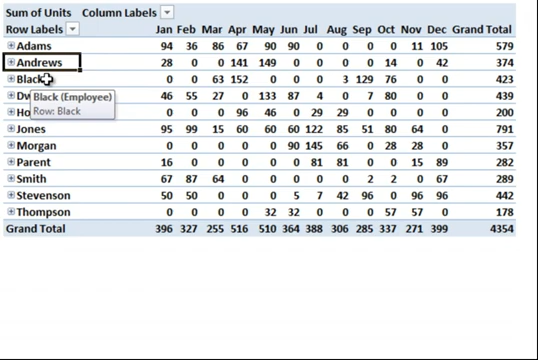 Sum of Units Column Labels
Row Labels Jan Feb Mar Apr May Jun Jul Aug Sep Oct Nov Dec Grand Total
Adams 94 36 86 67 90 90 0 0 0 0 11 105 579
Andrews 28 0 0 141 149 0 0 0 0 14 0 42 374
Black 0 0 63 152 0 0 0 3 129 76 0 0 423
Dw 46 55 27 0 133 87 4 0 7 80 0 0 439
Ho 0 96 46 0 29 29 0 0 0 0 200
Jones 95 99 15 60 60 60 122 85 51 80 64 0 791
Morgan 0 0 0 0 0 90 145 66 0 28 28 0 357
Parent 16 0 0 0 0 0 81 81 0 0 15 89 282
Smith 67 87 64 0 0 0 0 0 2 2 0 67 289
Stevenson 50 50 0 0 0 5 7 42 96 0 96 96 442
Thompson 0 0 0 0 32 32 0 0 0 57 57 0 178
Grand Total 396 327 255 516 510 364 388 306 285 337 271 399 4354
Black (Employee)
Row: Black